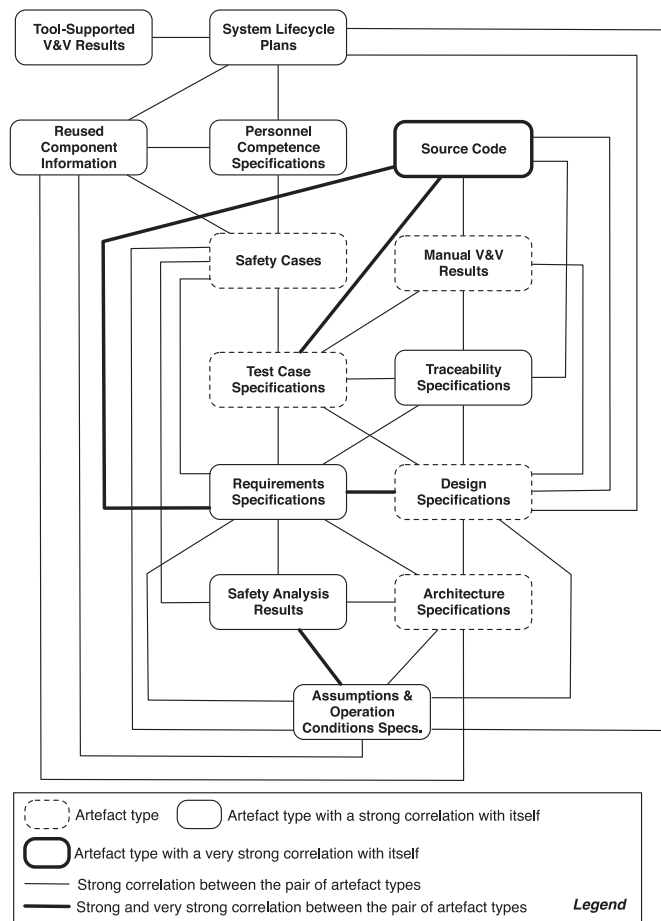 Tool-Supported
V&V Results
System Lifecycle
Plans
Reused
Component
Information
Personnel
Competence
Specifications
Source Code
Safety Cases
Manual V&V
Results
Test Case
Specifications
Traceability
Specifications
Requirements
Specifications
Design
Specifications
Safety Analysis
Results
Architecture
Specifications
Assumptions &
Operation
Conditions Specs.
Artefact type
Artefact type with a strong correlation with itself
Artefact type with a very strong correlation with itself
Strong correlation between the pair of artefact types
Strong and very strong correlation between the pair of artefact types
Legend